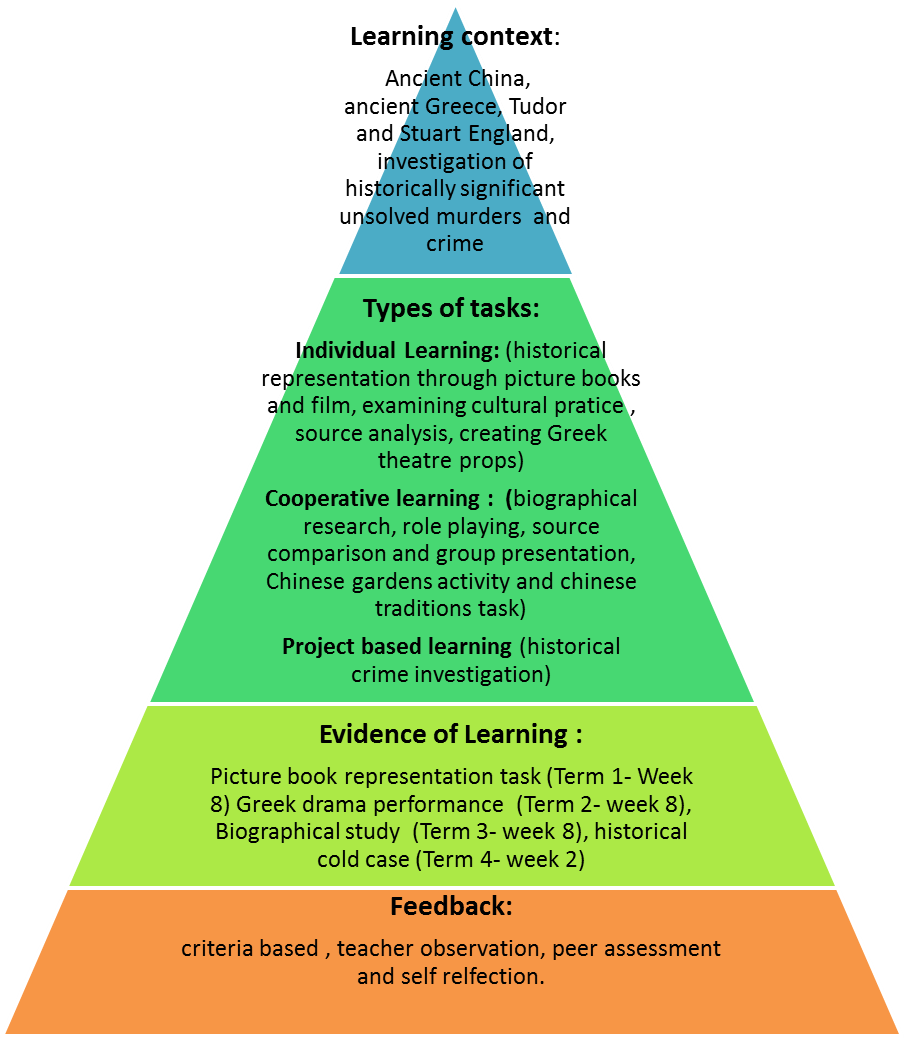 Learning context:
Ancient China,
ancient Greece, Tudor
and Stuart England,
investigation of
historically significant
unsolved murders and
crime
Types of tasks:
Individual Learning: (historical
representation through picture books
and film, examining cultural pratice ,
source analysis, creating Greek
theatre props)
Cooperative learning : (biographical
research, role playing, source
comparison and group presentation,
Chinese gardens activity and chinese
traditions task)
Project based learning (historical
crime investigation)
Evidence of Learning :
Picture book representation task (Term 1- Week
8) Greek drama performance (Term 2- week 8),
Biographical study (Term 3- week 8), historical
cold case (Term 4- week 2)
Feedback:
criteria based , teacher observation, peer assessment
and self relfection.